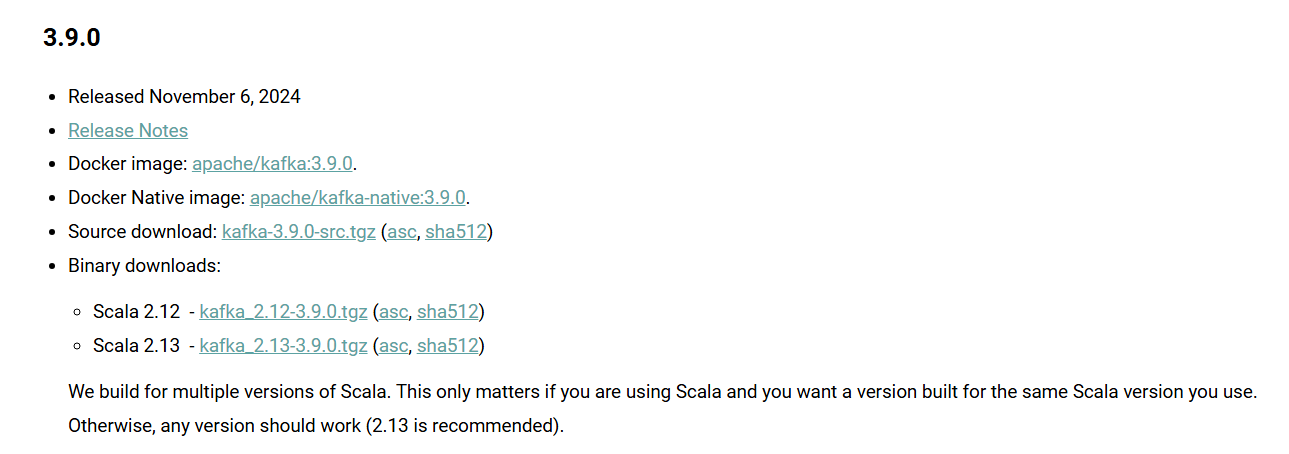 3.9.0
Released November 6, 2024
Release Notes
Docker image: apache/kafka:3.9.0.
Docker Native image: apache/kafka-native:3.9.0.
Source download: kafka-3.9.0-src.tgz (asc, sha512)
Binary downloads:
Scala 2.12 - kafka_2.12-3.9.0.tgz (asc, sha512)
Scala 2.13 - kafka_2.13-3.9.0.tgz (asc, sha512)
We build for multiple versions of Scala. This only matters if you are using Scala and you want a version built for the same Scala version you use.
Otherwise, any version should work (2.13 is recommended).